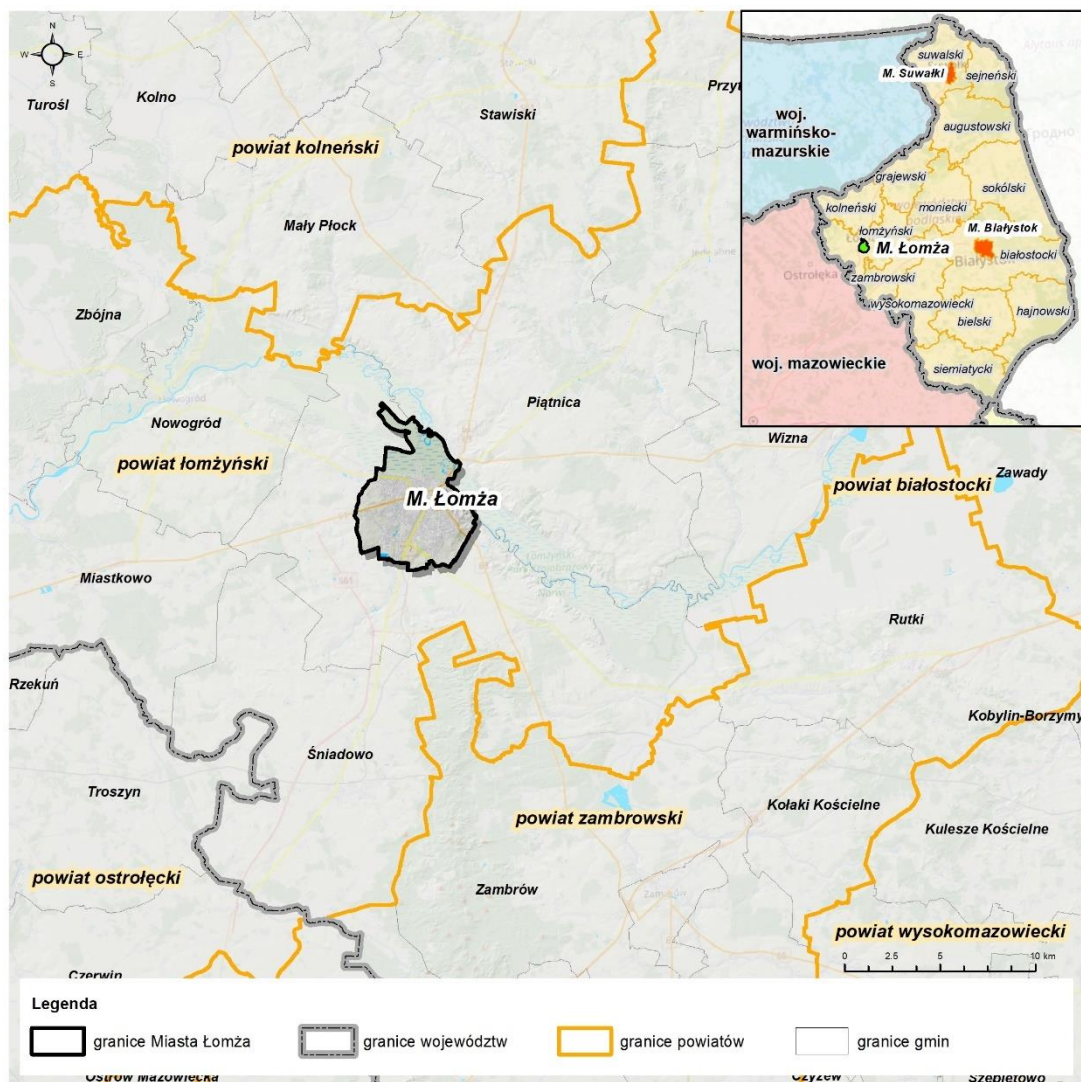 N
W E
S
Turośl
Kolno
Stawiski
powiat kolneński
Mały Płock
Zbójna
Nowogród
powiat łomżyński
Piątnica
Wizna
M. Łomża
powiat białostocki
Zawady
Miastkowo
Rutki
Rzekuń
Śniadowo
Kobylin-Borzymy
Troszyn
powiat zambrowski
Kołaki Kościelne
Kulesze Kościelne
powiat ostrołęcki
Zambrów
powiat wysokomazowiecki
Czerwin
0 2,5 5 10 km
suwalski
M. Suwałki
sejneński
woj.
warmińsko-
mazurskie
augustowski
grajewski
sokólski
kolneński
moniecki
łomżyński
M. Białystok
M. Łomża
białostocki
Ostrołęka
Białystok
zambrowski
wysokomazowiecki
hajnowski
bielski
woj. mazowieckie
siemiatycki
Legenda
granice Miasta Łomża
granice województw
granice powiatów
granice gmin
Ostrów Mazowiecka
Czyżew
Szepietowo